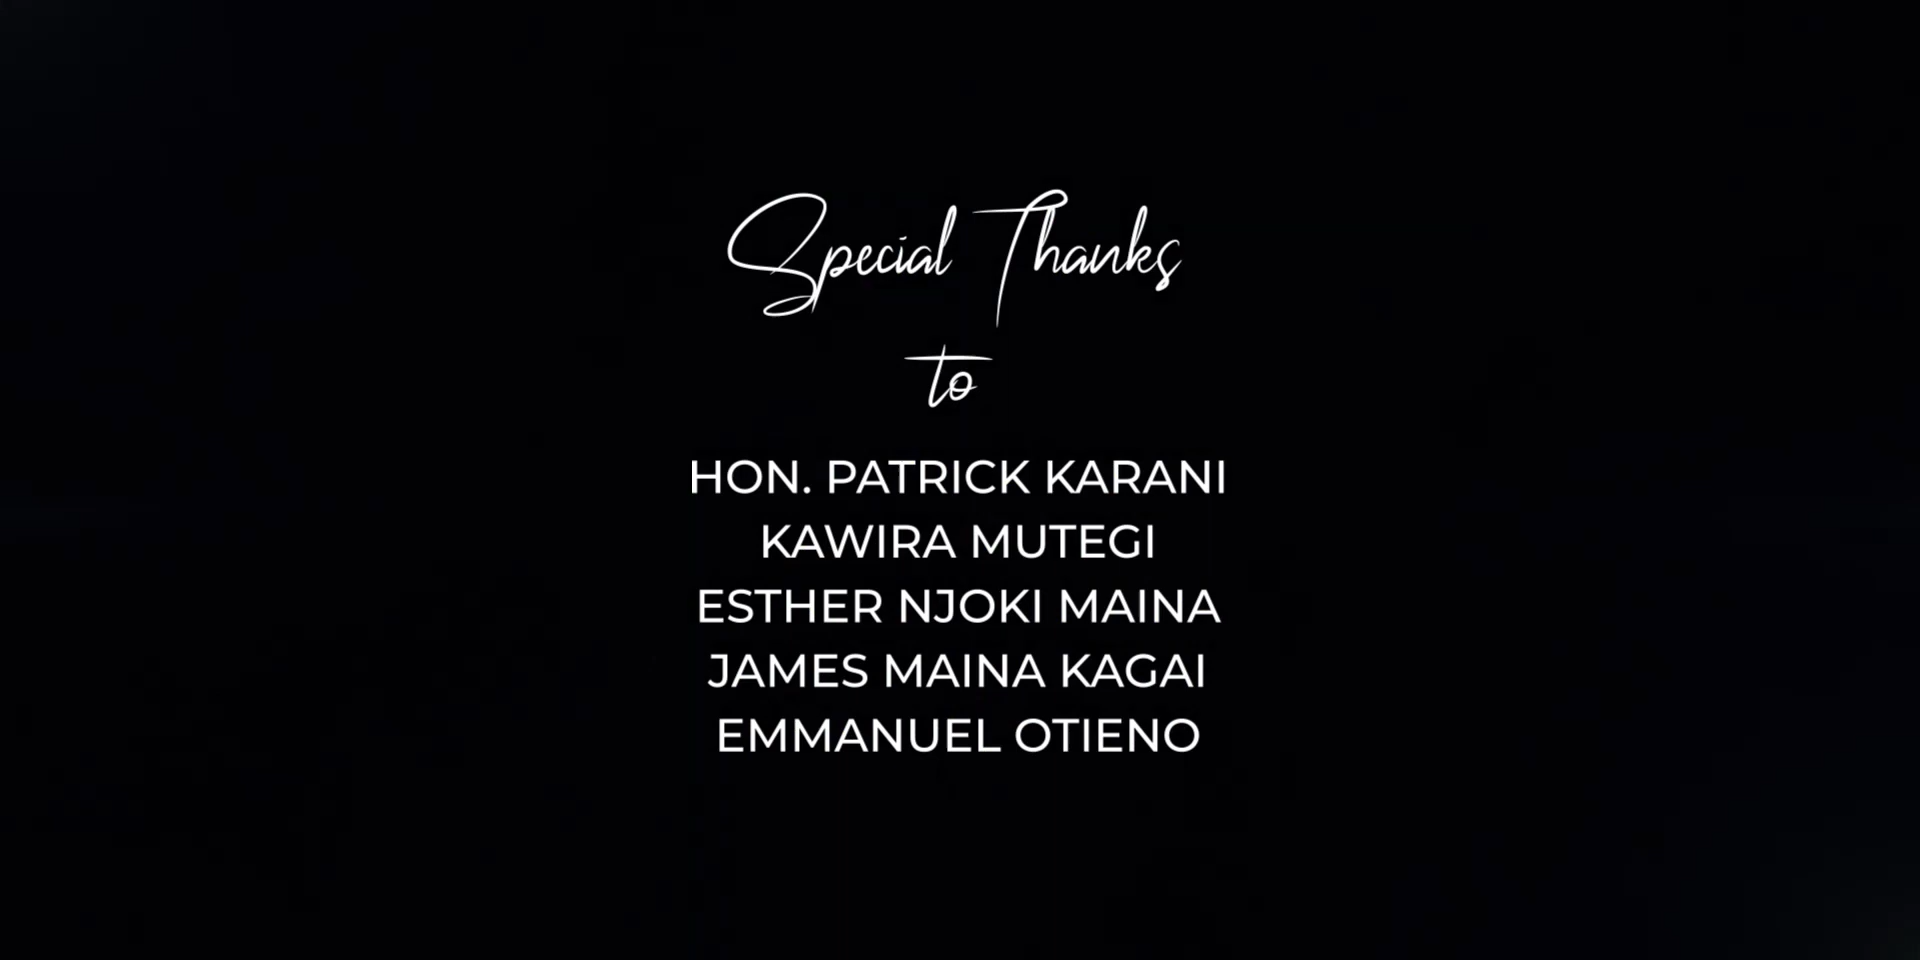 Special Thanks
to
HON. PATRICK KARANI
KAWIRA MUTEGI
ESTHER NJOKI MAINA
JAMES MAINA KAGAI
EMMANUEL OTIENO